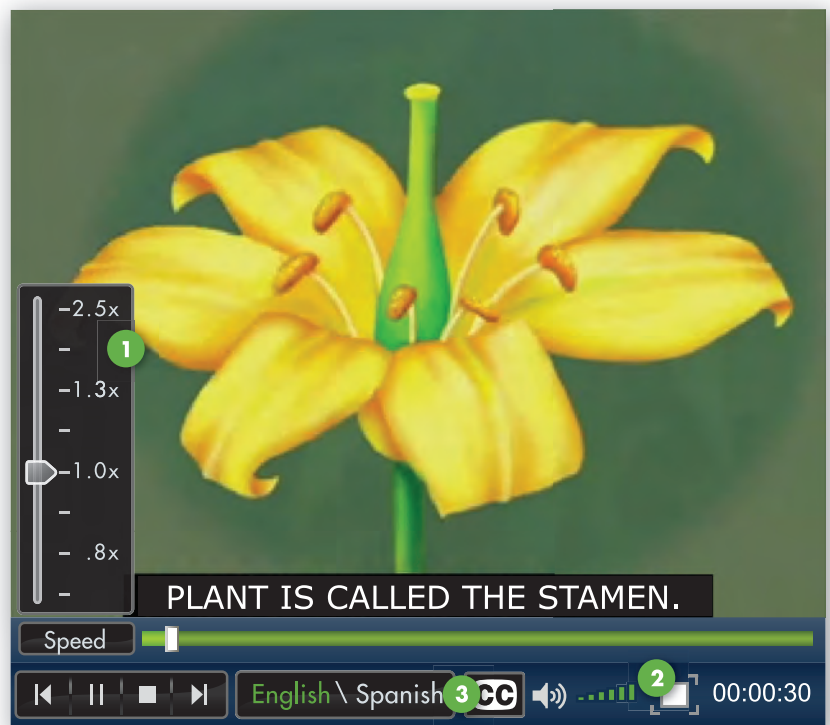 2.5x
1
1.3x
1.0x
.8x
PLANT IS CALLED THE STAMEN.
Speed
2
English \ Spanish 3 CC 00:00:30